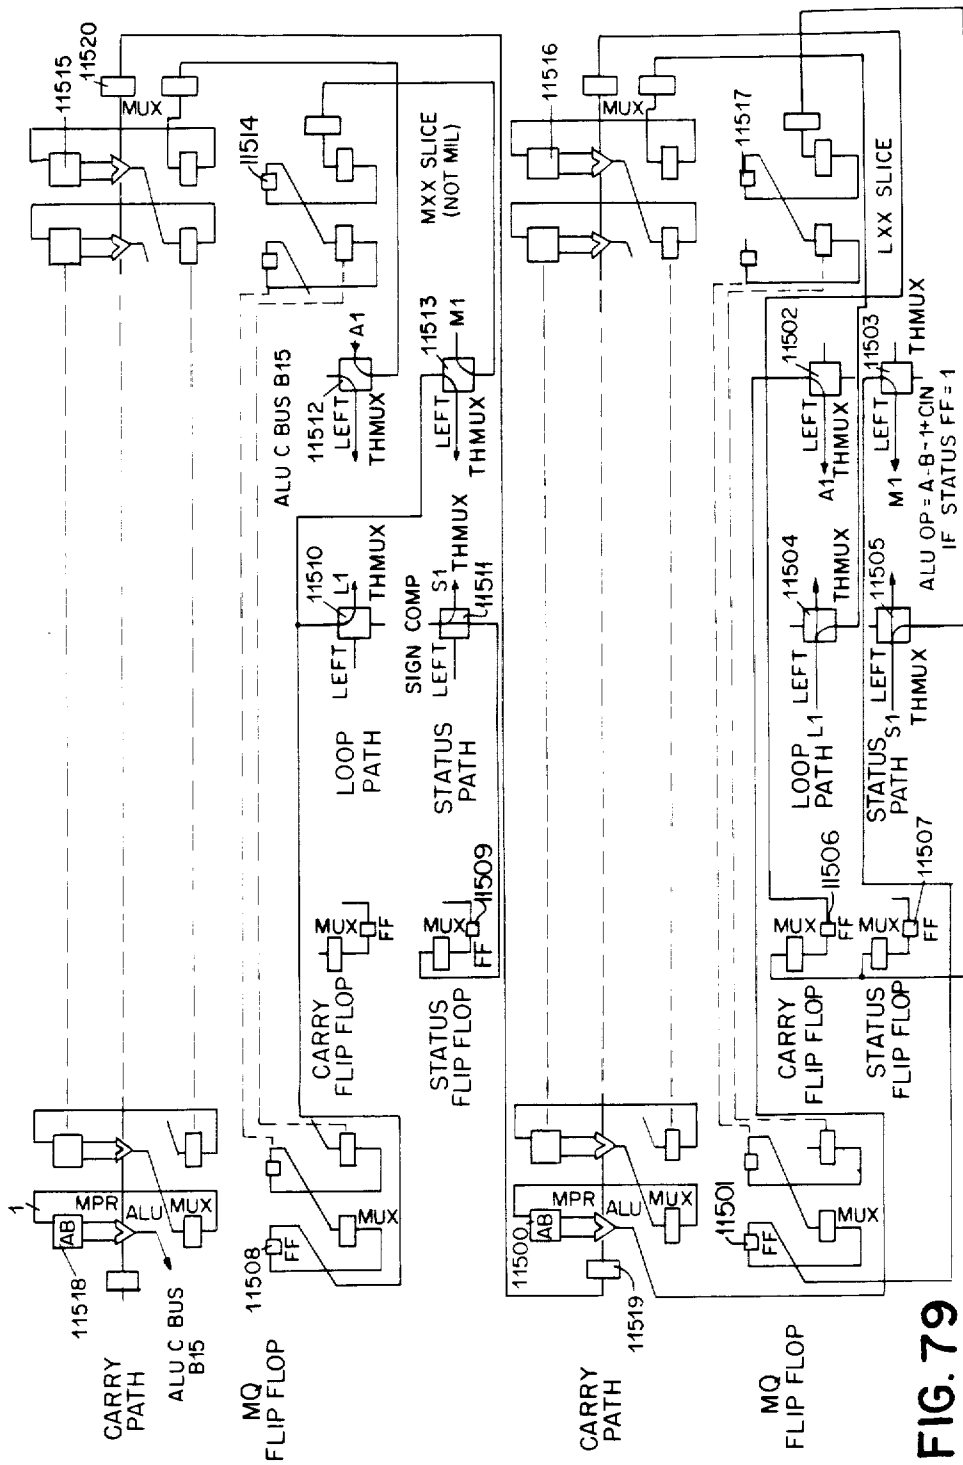 11515
11520
MUX
11514
MXX SLICE
(NOT MIL)
ALU C BUS B15
11512
LEFT
A1
THMUX
11513
LEFT
M1
THMUX
11510
L1
LEFT
THMUX
LOOP
PATH
SIGN COMP
S1
LEFT
THMUX
11511
STATUS
PATH
MUX
FF
CARRY
FLIP FLOP
MUX
11509
FF
STATUS
FLIP FLOP
1
AB
MPR
ALU
MUX
11518
CARRY
PATH
ALU C BUS
B15
11508
FF
MUX
MQ
FLIP FLOP
11516
MUX
11517
LXX SLICE
11502
LEFT
A1
THMUX
11503
LEFT
M1
THMUX
ALU OP = A-B-1+CIN
IF STATUS FF = 1
11504
LEFT
THMUX
L1
LOOP
PATH
11505
LEFT
S1
THMUX
STATUS
PATH
11506
MUX
FF
CARRY
FLIP FLOP
11507
MUX
FF
STATUS
FLIP FLOP
11500
AB
MPR
ALU
MUX
11519
CARRY
PATH
11501
FF
MUX
MQ
FLIP FLOP
FIG. 79